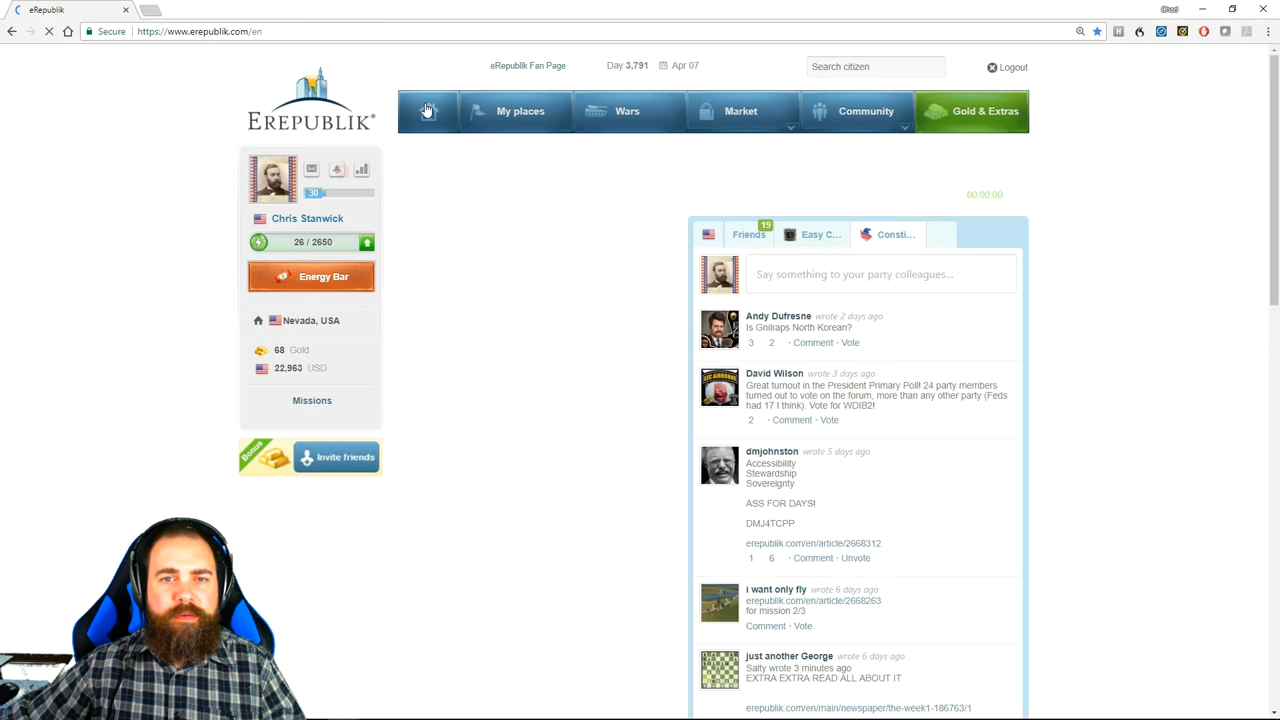 eRepublik
Chad
Secure https://www.erepublik.com/en
eRepublik Fan Page Day 3,791 Apr 07 Search citizen Logout
EREPUBLIK®
My places Wars Market Community Gold & Extras
30
Chris Stanwick
26 / 2650
Energy Bar
Nevada, USA
68 Gold
22,963 USD
Missions
Bonus
Invite friends
00:00:00
Friends 19 Easy C... Consti...
Say something to your party colleagues...
Andy Dufresne wrote 2 days ago
Is Gnilraps North Korean?
3 2 · Comment · Vote
David Wilson wrote 3 days ago
Great turnout in the President Primary Poll! 24 party members
turned out to vote on the forum, more than any other party (Feds
had 17 I think). Vote for WDIB2!
2 · Comment · Vote
dmjohnston wrote 5 days ago
Accessibility
Stewardship
Sovereignty
ASS FOR DAYS!
DMJ4TCPP
erepublik.com/en/article/2668312
1 6 · Comment · Unvote
i want only fly wrote 6 days ago
erepublik.com/en/article/2668263
for mission 2/3
Comment · Vote
just another George wrote 6 days ago
Salty wrote 3 minutes ago
EXTRA EXTRA READ ALL ABOUT IT
erepublik.com/en/main/newspaper/the-week1-186763/1